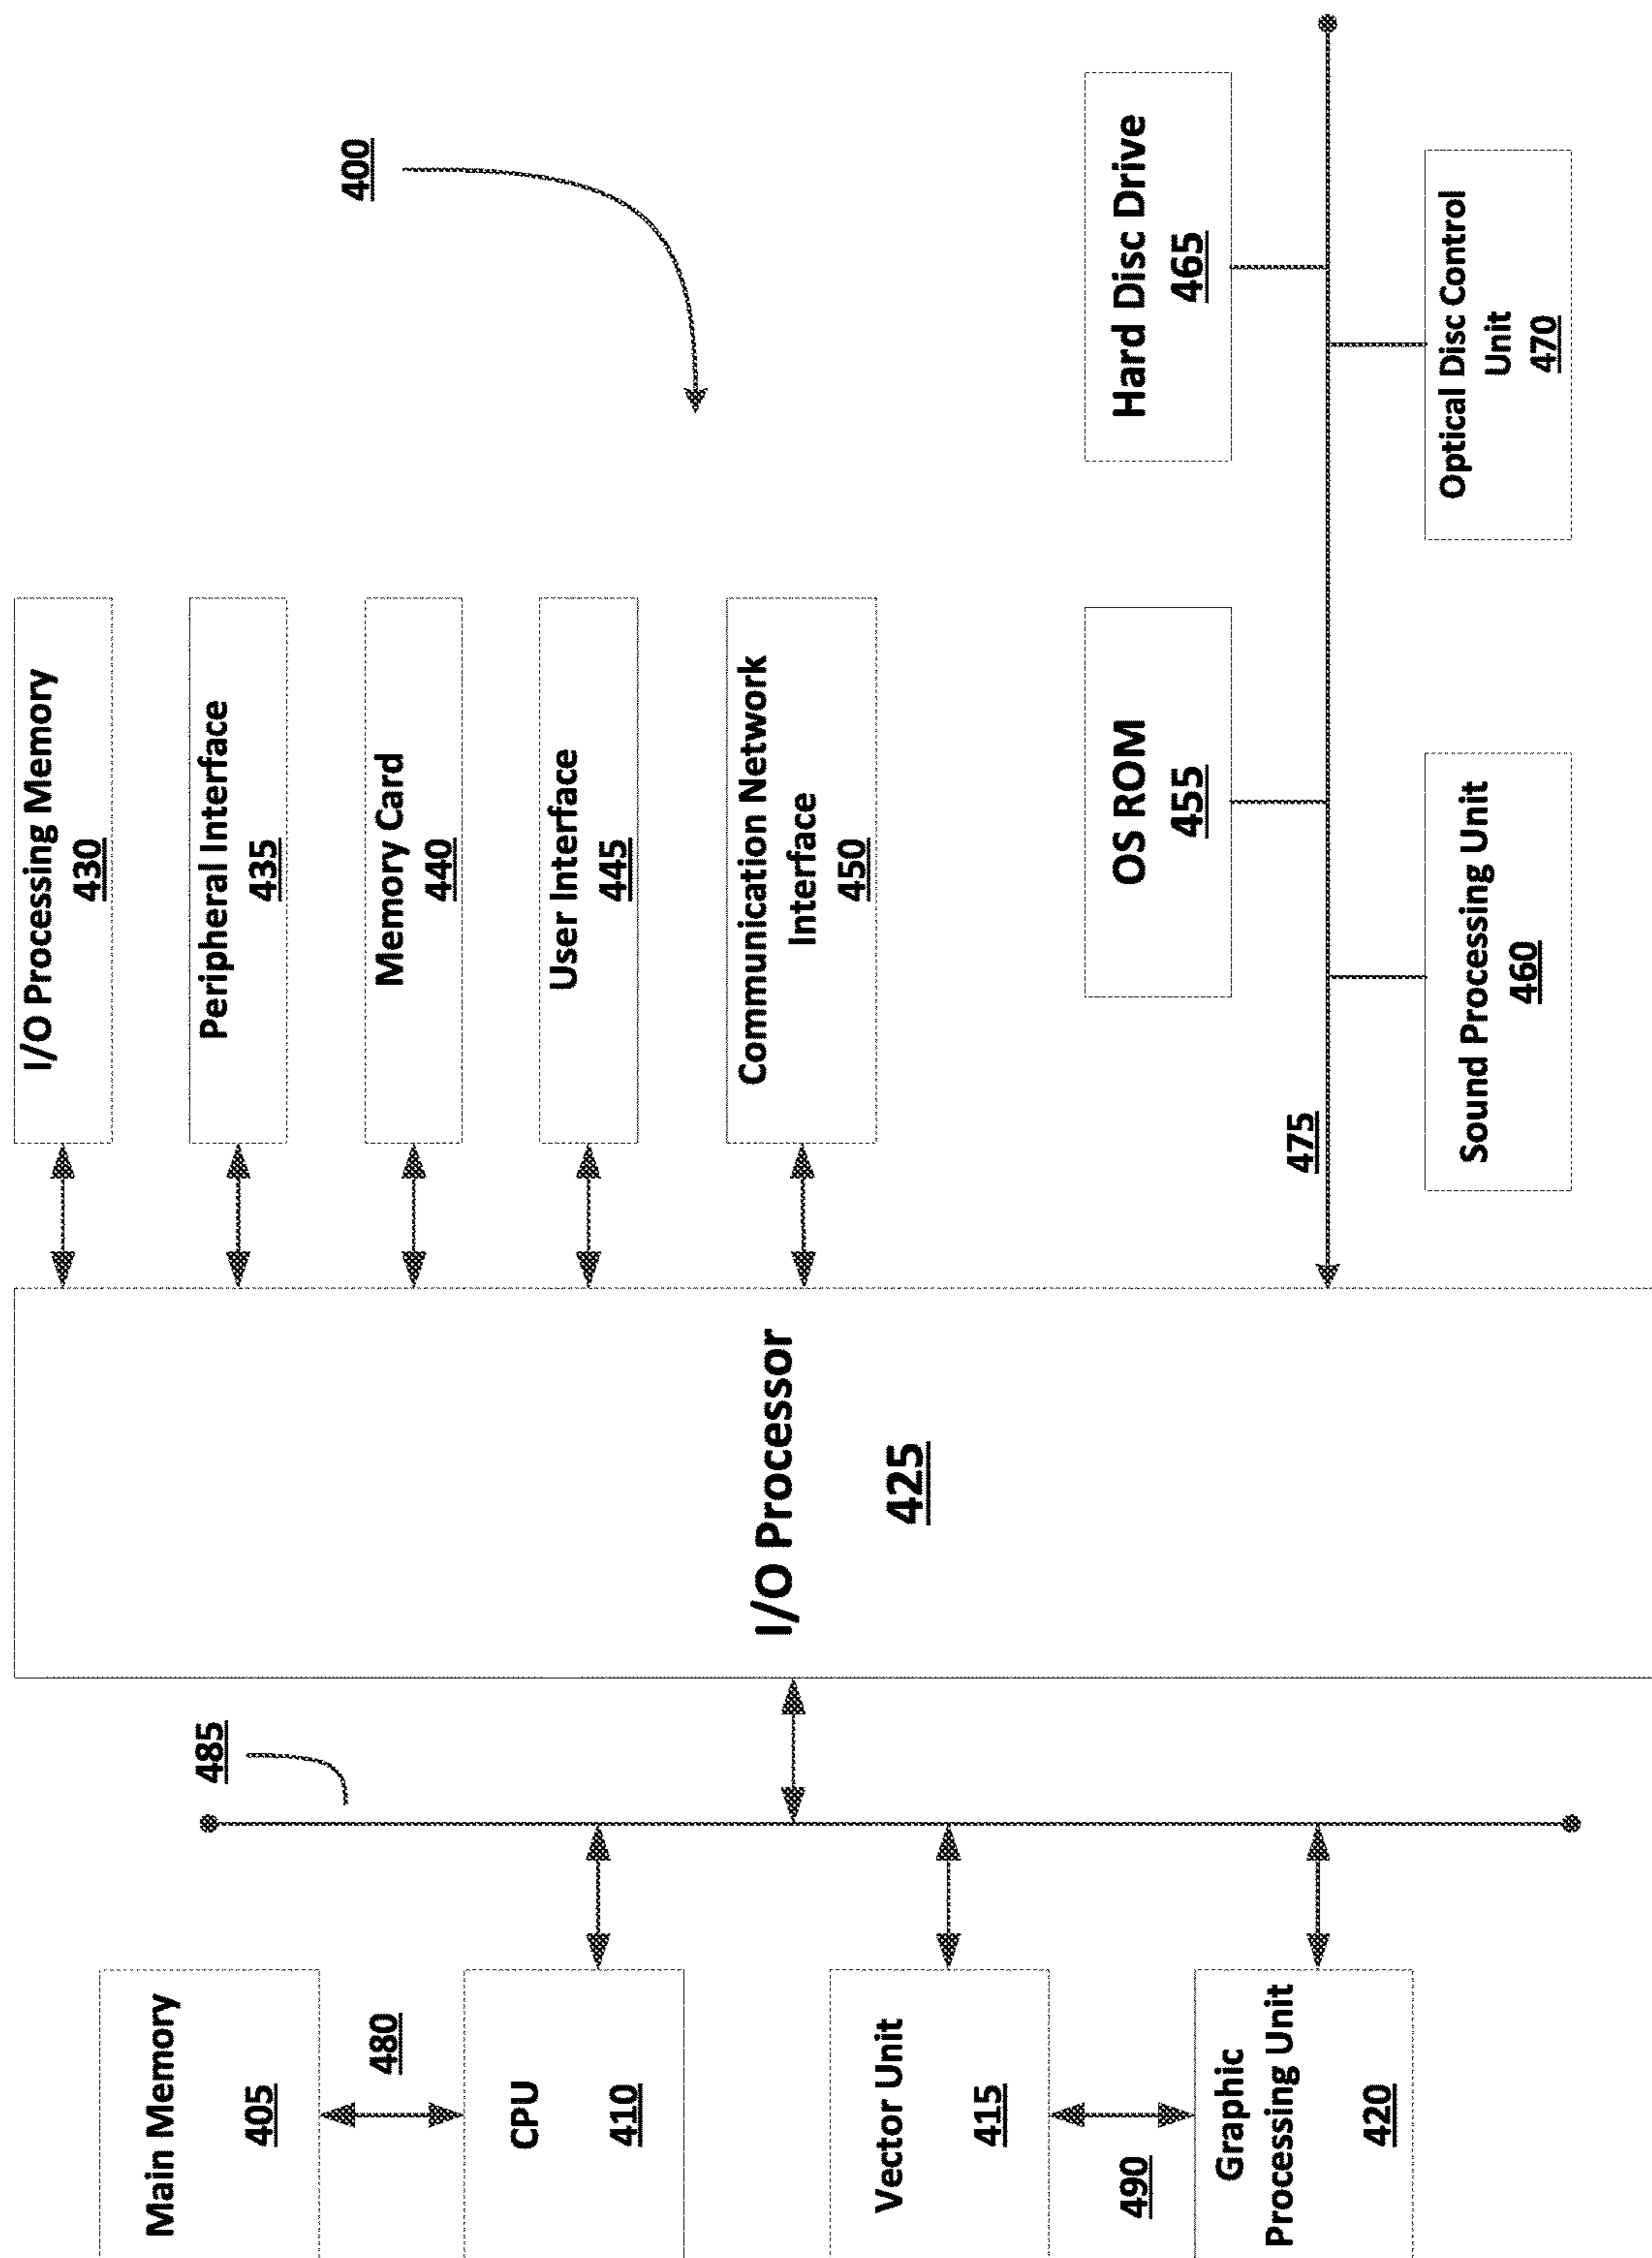 400
Main Memory
405
480
CPU
410
Vector Unit
415
490
Graphic
Processing Unit
420
485
I/O Processor
425
I/O Processing Memory
430
Peripheral Interface
435
Memory Card
440
User Interface
445
Communication Network
Interface
450
475
OS ROM
455
Hard Disc Drive
465
Sound Processing Unit
460
Optical Disc Control
Unit
470